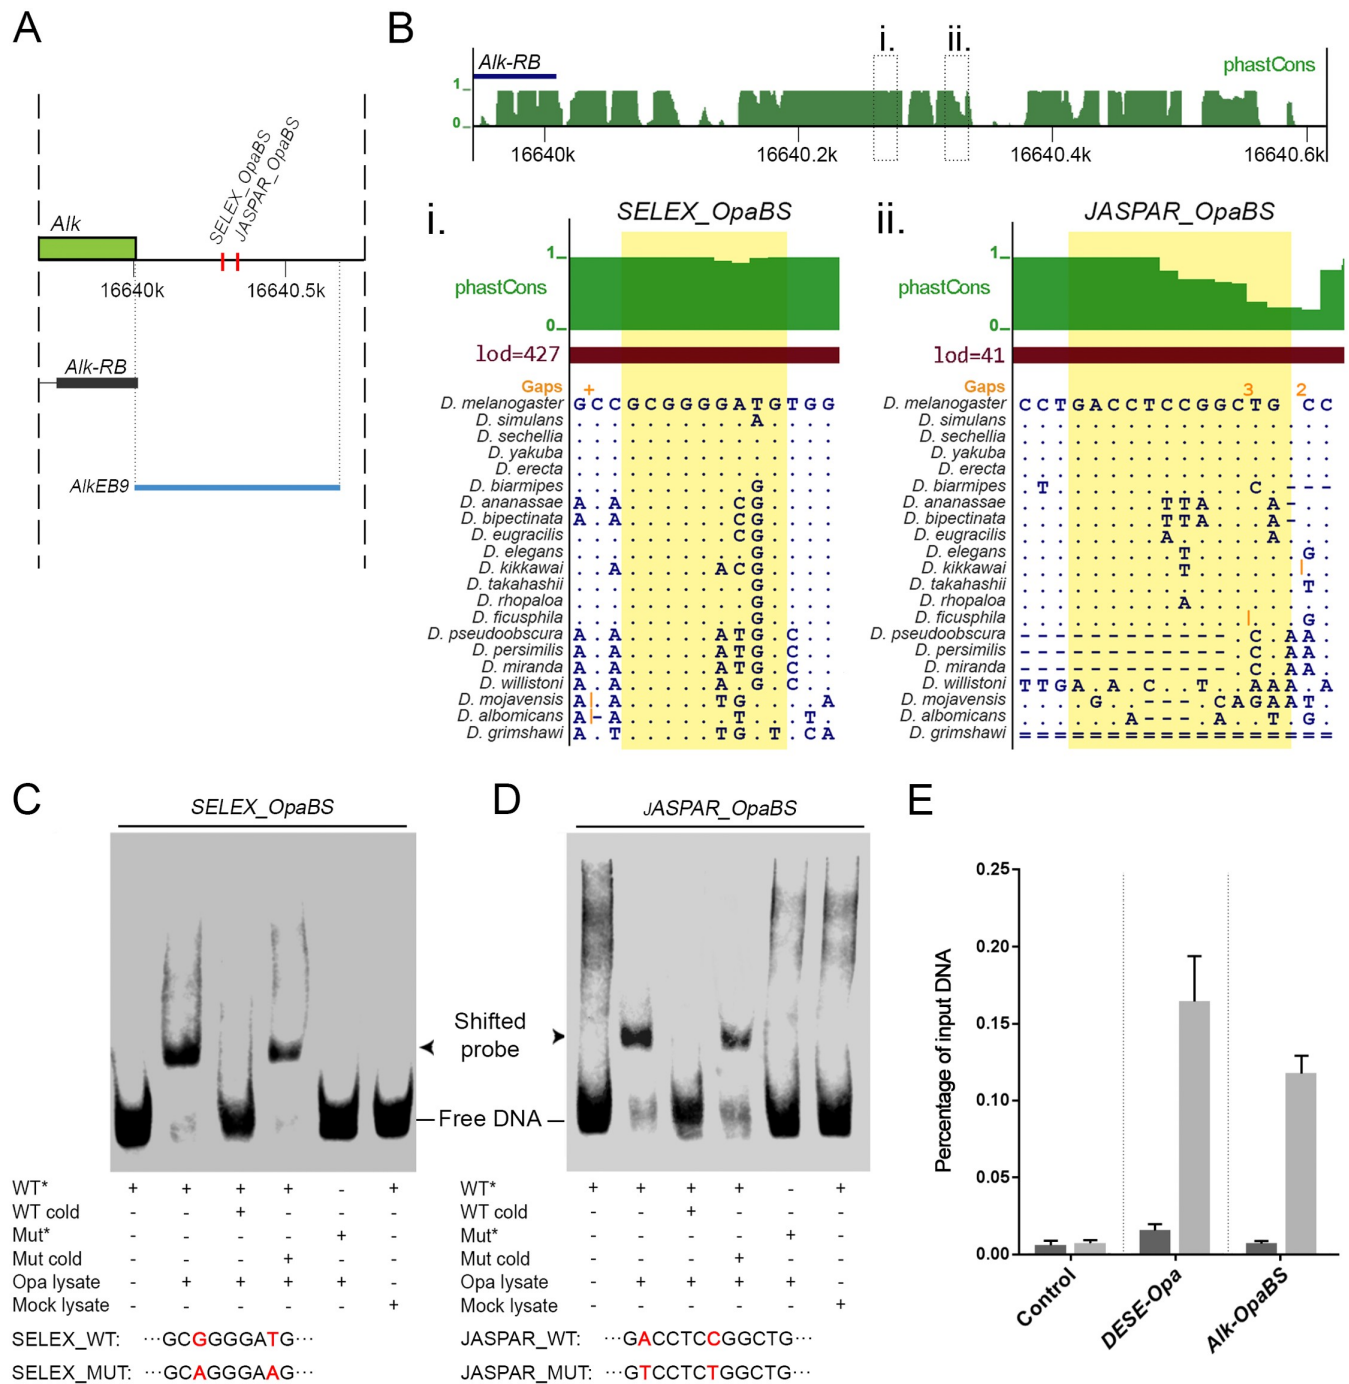 A
SELEX_OpaBS
JASPAR_OpaBS
Alk
16640k 16640.5k
Alk-RB
AlkEB9
B
i. ii.
Alk-RB phastCons
1
0
16640k 16640.2k 16640.4k 16640.6k
i. SELEX_OpaBS
1
phastCons
0
lod=427
Gaps +
D. melanogaster G C C G C G G G G A T G T G G
D. simulans . . . . . . . . . . A . . . .
D. sechellia . . . . . . . . . . . . . . .
D. yakuba . . . . . . . . . . . . . . .
D. erecta . . . . . . . . . . . . . . .
D. biarmipes . . . . . . . . . . G . . . .
D. ananassae A . A . . . . . . C G . . . .
D. bipectinata A . A . . . . . . C G . . . .
D. eugracilis . . . . . . . . . C G . . . .
D. elegans . . . . . . . . . . G . . . .
D. kikkawai . . A . . . . . A C G . . . .
D. takahashii . . . . . . . . . . G . . . .
D. rhopaloa . . . . . . . . . . G . . . .
D. ficusphila . . . . . . . . . . G . . . .
D. pseudoobscura A . A . . . . . A T G . C . .
D. persimilis A . A . . . . . A T G . C . .
D. miranda A . A . . . . . A T G . C . .
D. willistoni A . A . . . . . A . G . C . .
D. mojavensis A | . A . . . . . T G . . . . A
D. albomicans A | - A . . . . . . T . . . T .
D. grimshawi A . T . . . . . T G . T . C A
ii. JASPAR_OpaBS
1
phastCons
0
lod=41
Gaps 3 2
D. melanogaster C C T G A C C T C C G G C T G C C
D. simulans
D. sechellia
D. yakuba
D. erecta
D. biarmipes . T . . . . . . . . . . . C . - - -
D. ananassae T T A A -
D. bipectinata T T A A -
D. eugracilis A A
D. elegans T G
D. kikkawai T |
D. takahashii T
D. rhopaloa A
D. ficusphila | G
D. pseudoobscura - - - - - - - - - - - - . C . A A .
D. persimilis - - - - - - - - - - - - . C . A A .
D. miranda - - - - - - - - - - - - . C . A A .
D. willistoni T T G A . A . C . . T . . A A A . A
D. mojavensis G C A G A A T
D. albomicans A - - - A T G
D. grimshawi = = = = = = = = = = = = = = = = = =
C
SELEX_OpaBS
Shifted
probe
Free DNA
WT* + + + + - +
WT cold - - + - - -
Mut* - - - - + -
Mut cold - - - + - -
Opa lysate - + + + + -
Mock lysate - - - - - +
SELEX_WT: ···GCGGGGATG···
SELEX_MUT: ···GCAGGGAAG···
D
JASPAR_OpaBS
WT* + + + + - +
WT cold - - + - - -
Mut* - - - - + -
Mut cold - - - + - -
Opa lysate - + + + + -
Mock lysate - - - - - +
JASPAR_WT: ···GACCTCCGGCTG···
JASPAR_MUT: ···GTCCTCTGGCTG···
E
Percentage of input DNA
0.25
0.20
0.15
0.10
0.05
0.00
Control
DESE-Opa
Alk-OpaBS